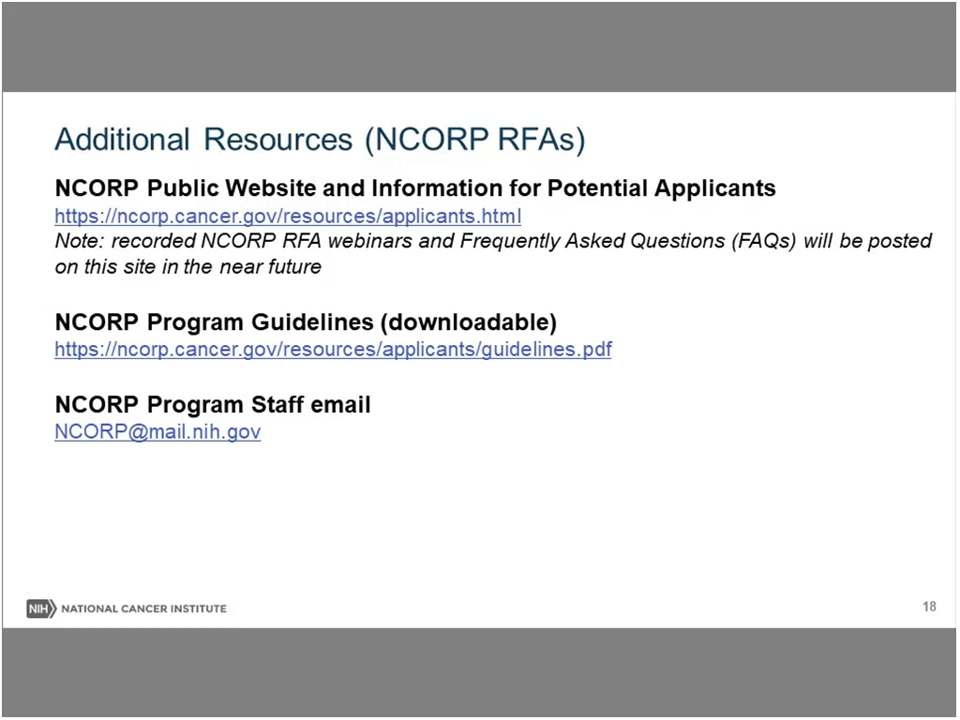 Additional Resources (NCORP RFAs)
NCORP Public Website and Information for Potential Applicants
https://ncorp.cancer.gov/resources/applicants.html
Note: recorded NCORP RFA webinars and Frequently Asked Questions (FAQs) will be posted
on this site in the near future
NCORP Program Guidelines (downloadable)
https://ncorp.cancer.gov/resources/applicants/guidelines.pdf
NCORP Program Staff email
NCORP@mail.nih.gov
NIH NATIONAL CANCER INSTITUTE
18